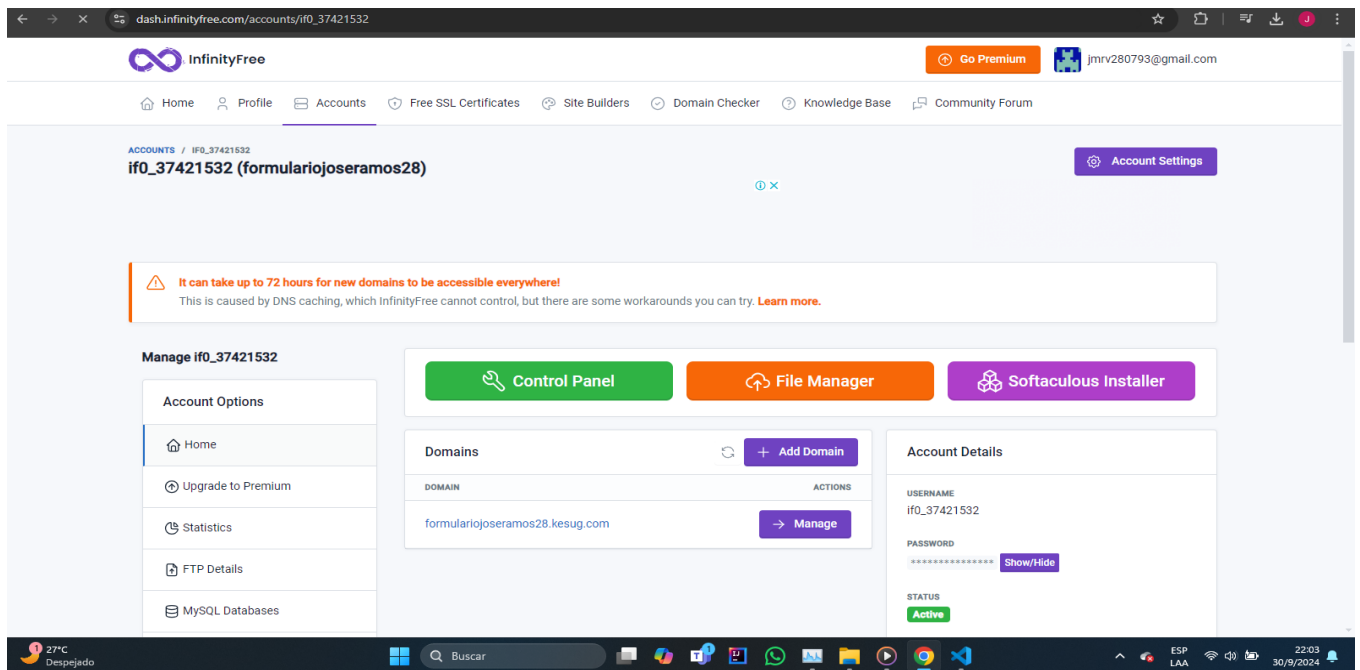 dash.infinityfree.com/accounts/if0_37421532
J
InfinityFree
Go Premium
jmrv280793@gmail.com
Home Profile Accounts Free SSL Certificates Site Builders Domain Checker Knowledge Base Community Forum
ACCOUNTS / IF0_37421532
if0_37421532 (formulariojoseramos28)
Account Settings
It can take up to 72 hours for new domains to be accessible everywhere!
This is caused by DNS caching, which InfinityFree cannot control, but there are some workarounds you can try. Learn more.
Manage if0_37421532
Account Options
Home
Upgrade to Premium
Statistics
FTP Details
MySQL Databases
Control Panel
File Manager
Softaculous Installer
Domains
Add Domain
DOMAIN ACTIONS
formulariojoseramos28.kesug.com
Manage
Account Details
USERNAME
if0_37421532
PASSWORD
*************** Show/Hide
STATUS
Active
1
27°C
Despejado
Buscar
1
ESP
LAA
22:03
30/9/2024